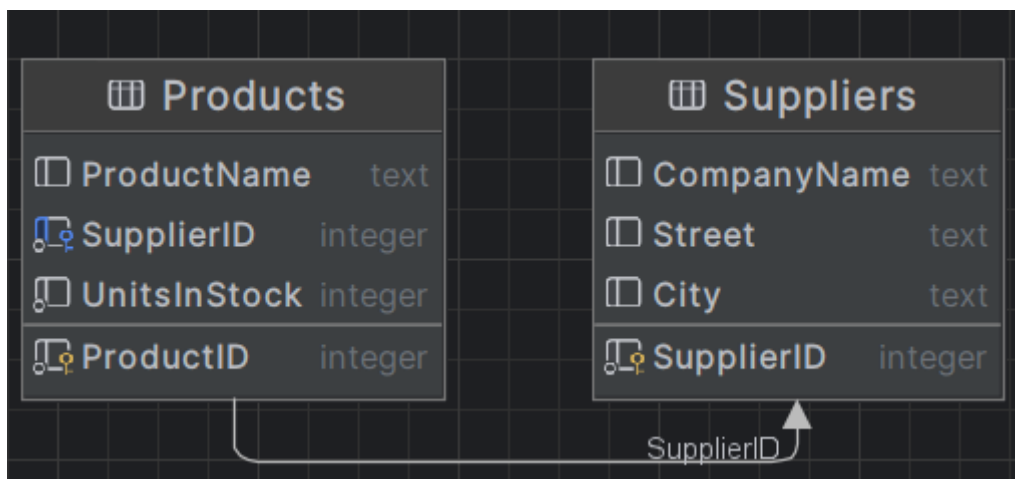 Products
ProductName text
SupplierID integer
UnitsInStock integer
ProductID integer
Suppliers
CompanyName text
Street text
City text
SupplierID integer
SupplierID